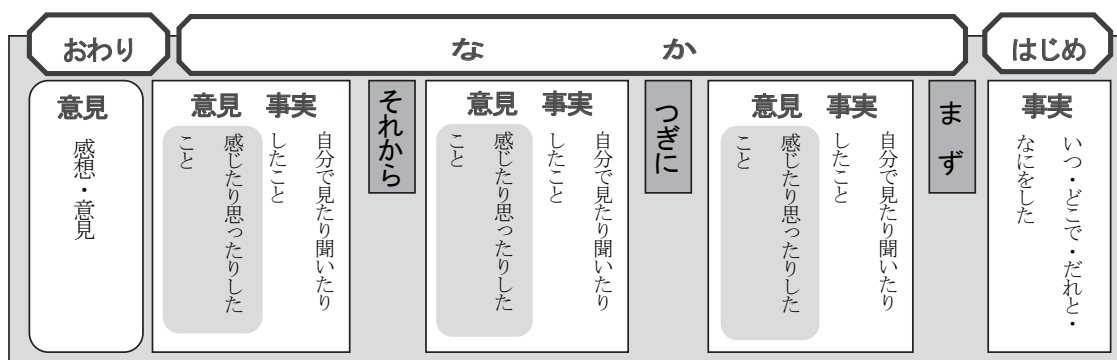 はじめ
事実
いつ・どこで・だれと・
なにをした
なか
まず
事実
自分で見たり聞いたり
したこと
意見
感じたり思ったりした
こと
つぎに
事実
自分で見たり聞いたり
したこと
意見
感じたり思ったりした
こと
それから
事実
自分で見たり聞いたり
したこと
意見
感じたり思ったりした
こと
おわり
意見
感想・意見